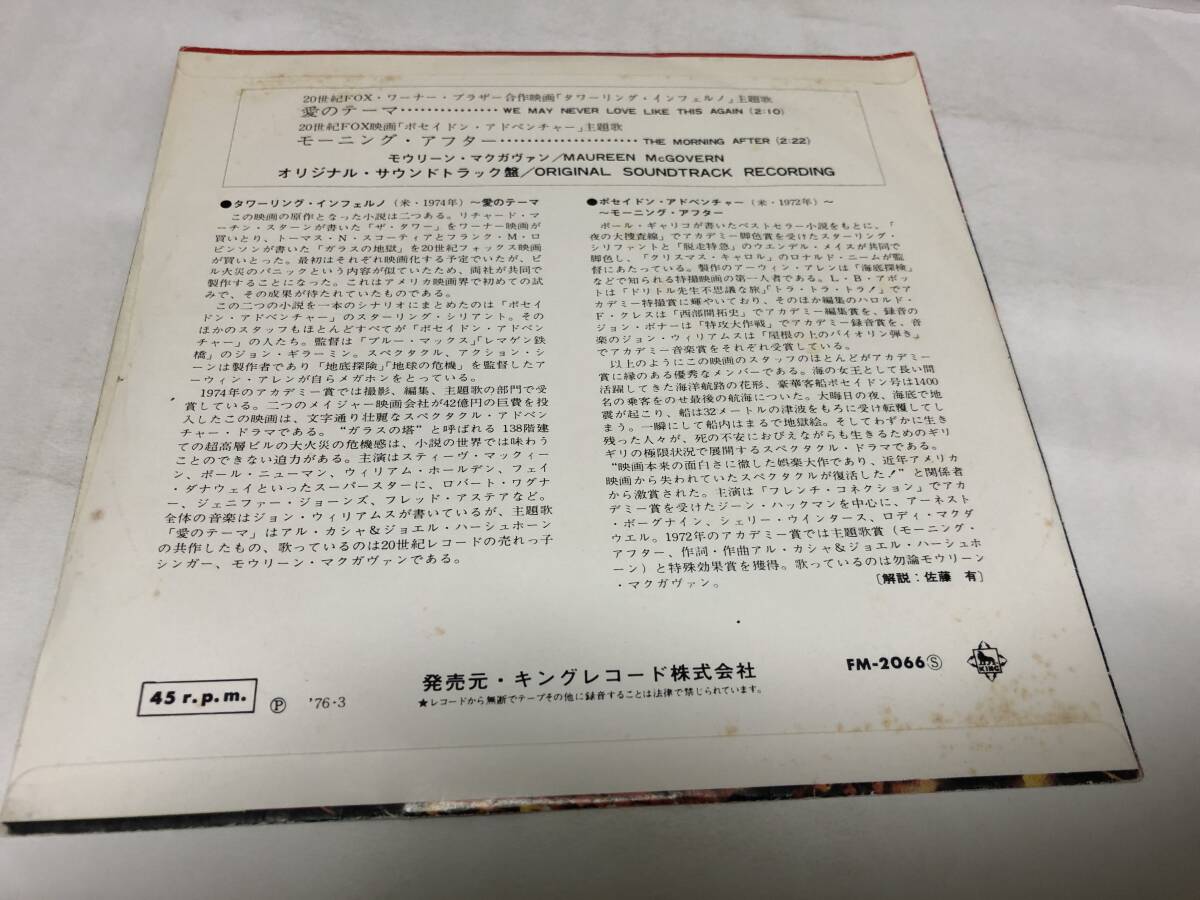 20世紀FOX・ワーナー・ブラザー合作映画「タワーリング・インフェルノ」主題歌
愛のテーマ……………WE MAY NEVER LOVE LIKE THIS AGAIN (2:10)
20世紀FOX映画「ポセイドン・アドベンチャー」主題歌
モーニング・アフター…………………THE MORNING AFTER (2:22)
モウリーン・マクガヴァン/MAUREEN McGOVERN
オリジナル・サウンドトラック盤/ORIGINAL SOUNDTRACK RECORDING
●タワーリング・インフェルノ（米・1974年）～愛のテーマ
この映画の原作となった小説は二つある。リチャード・マ
ーチン・スターンが書いた「ザ・タワー」をワーナー映画が
買いとり、トーマス・N・スコーティアとフランク・M・ロ
ビンソンが書いた「ガラスの地獄」を20世紀フォックス映画
が買いとった。最初はそれぞれ映画化する予定でいたが、ビ
ル火災のパニックという内容が似ていたため、両社が共同で
製作することになった。これはアメリカ映画界で初めての試
みで、その成果が待たれていたものである。
この二つの小説を一本のシナリオにまとめたのは「ポセイ
ドン・アドベンチャー」のスターリング・シリアント。その
ほかのスタッフもほとんどすべてが「ポセイドン・アドベン
チャー」の人たち。監督は「ブルー・マックス」「レマゲン鉄
橋」のジョン・ギラーミン。スペクタクル、アクション・シ
ーンは製作者であり「地底探険」「地球の危機」を監督したア
ーウィン・アレンが自らメガホンをとっている。
1974年のアカデミー賞では撮影、編集、主題歌の部門で受
賞している。二つのメイジャー映画会社が42億円の巨費を投
入したこの映画は、文字通り壮麗なスペクタクル・アドベン
チャー・ドラマである。“ガラスの塔”と呼ばれる138階建
ての超高層ビルの大火災の危機感は、小説の世界では味わう
ことのできない迫力がある。主演はスティーヴ・マックィー
ン、ポール・ニューマン、ウィリアム・ホールデン、フェイ
・ダナウェイといったスーパースターに、ロバート・ワグナ
ー、ジェニファー・ジョーンズ、フレッド・アステアなど。
全体の音楽はジョン・ウィリアムスが書いているが、主題歌
「愛のテーマ」はアル・カシャ&ジョエル・ハーシュホーン
の共作したもの、歌っているのは20世紀レコードの売れっ子
シンガー、モウリーン・マクガヴァンである。
●ポセイドン・アドベンチャー（米・1972年）～
～モーニング・アフター
ポール・ギャリコが書いたベストセラー小説をもとに、「
夜の大捜査線」でアカデミー脚色賞を受けたスターリング・
シリファントと「脱走特急」のウエンデル・メイスが共同で
脚色し、「クリスマス・キャロル」のロナルド・ニームが監
督にあたっている。製作のアーウィン・アレンは「海底探検」
などで知られる特撮映画の第一人者である。L・B・アボッ
トは「ドリトル先生不思議な旅」「トラ・トラ・トラ！」でア
カデミー特撮賞に輝やいており、そのほか編集のハロルド・
F・クレスは「西部開拓史」でアカデミー編集賞を、録音の
ジョン・ボナーは「特攻大作戦」でアカデミー録音賞を、音
楽のジョン・ウィリアムスは「屋根の上のバイオリン弾き」
でアカデミー音楽賞をそれぞれ受賞している。
以上のようにこの映画のスタッフのほとんどがアカデミー
賞に縁のある優秀なメンバーである。海の女王として長い間
活躍してきた海洋航路の花形、豪華客船ポセイドン号は1400
名の乗客をのせ最後の航海についた。大晦日の夜、海底で地
震が起こり、船は32メートルの津波をもろに受け転覆してし
まう。一瞬にして船内はまるで地獄絵。そしてわずかに生き
残った人々が、死の不安におびえながらも生きるためのギリ
ギリの極限状況で展開するスペクタクル・ドラマである。
“映画本来の面白さに徹した娯楽大作であり、近年アメリカ
映画から失われていたスペクタクルが復活した！”と関係者
から激賞された。主演は「フレンチ・コネクション」でアカ
デミー賞を受けたジーン・ハックマンを中心に、アーネスト
・ボーグナイン、シェリー・ウインタース、ロディ・マクダ
ウエル。1972年のアカデミー賞では主題歌賞（モーニング・
アフター、作詞・作曲アル・カシャ&ジョエル・ハーシュホ
ーン）と特殊効果賞を獲得。歌っているのは勿論モウリーン
・マクガヴァン。
〔解説：佐藤 有〕
45 r.p.m.
Ⓟ '76・3
発売元・キングレコード株式会社
★レコードから無断でテープその他に録音することは法律で禁じられています。
FM-2066Ⓢ
KING